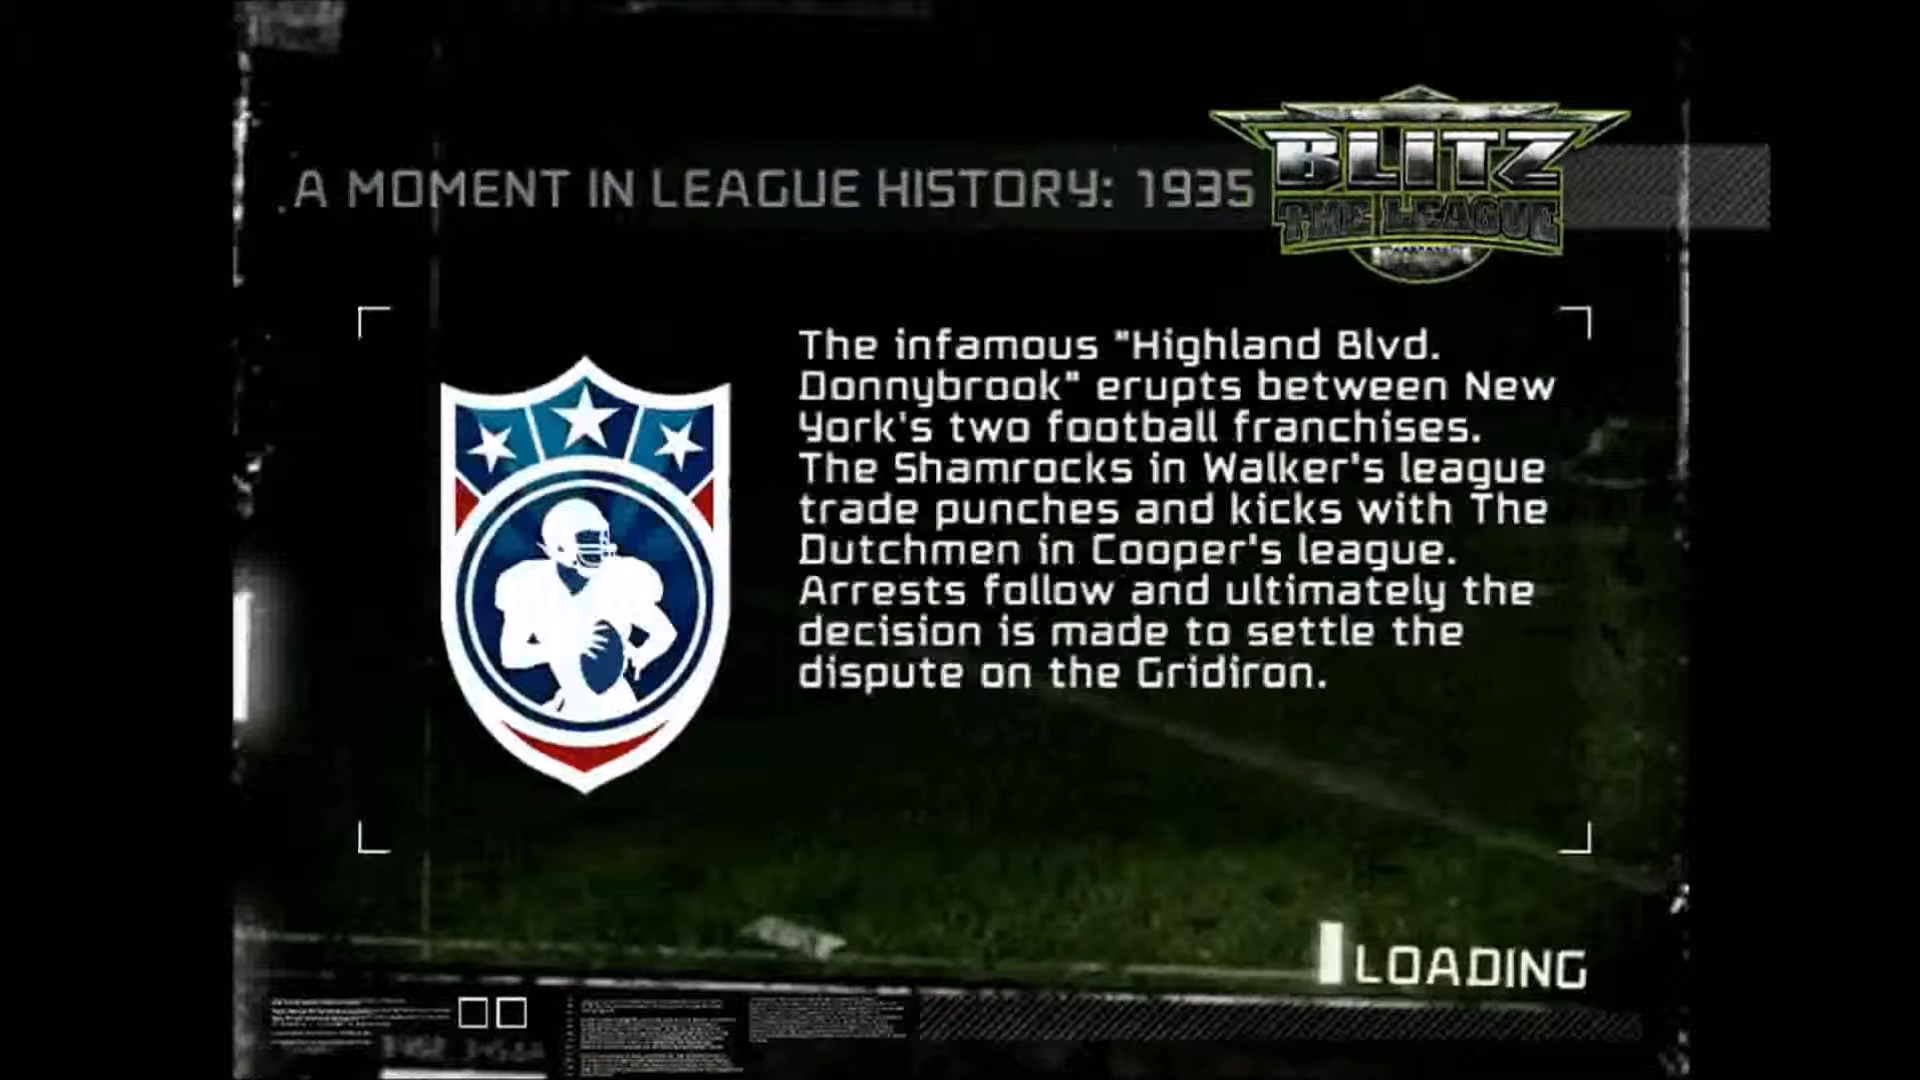 A MOMENT IN LEAGUE HISTORY: 1935
BLITZ
THE LEAGUE
The infamous "Highland Blvd.
Donnybrook" erupts between New
York's two football franchises.
The Shamrocks in Walker's league
trade punches and kicks with The
Dutchmen in Cooper's league.
Arrests follow and ultimately the
decision is made to settle the
dispute on the Gridiron.
LOADING